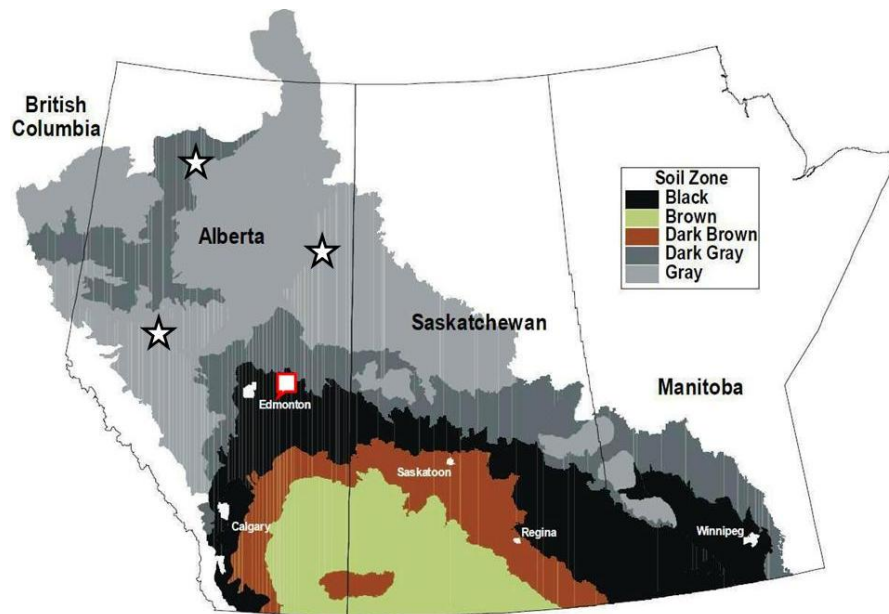 British
Columbia
Alberta
Saskatchewan
Manitoba
Edmonton
Saskatoon
Calgary
Regina
Winnipeg
Soil Zone
Black
Brown
Dark Brown
Dark Gray
Gray